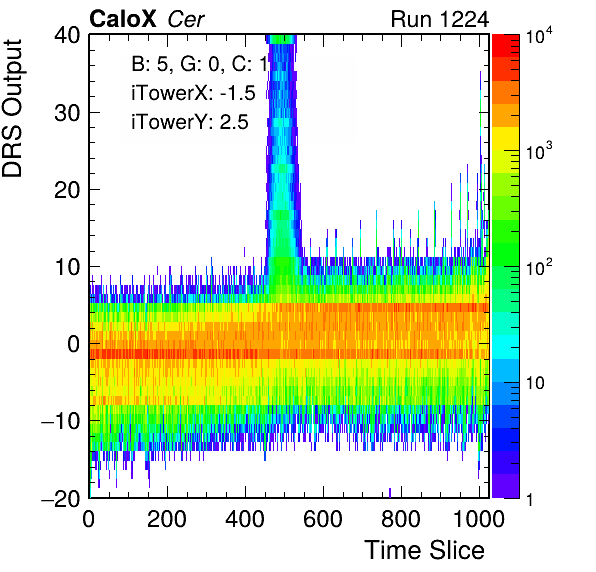 CaloX Cer Run 1224
DRS Output
B: 5, G: 0, C: 1
iTowerX: -1.5
iTowerY: 2.5
40
30
20
10
0
−10
−20
0 200 400 600 800 1000
Time Slice
10⁴
10³
10²
10
1